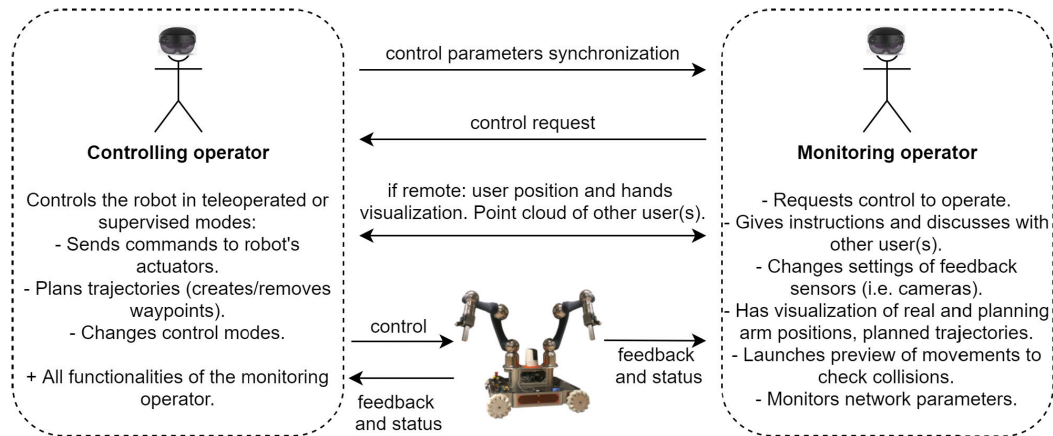 Controlling operator
Controls the robot in teleoperated or
supervised modes:
- Sends commands to robot's
actuators.
- Plans trajectories (creates/removes
waypoints).
- Changes control modes.
+ All functionalities of the monitoring
operator.
control parameters synchronization
control request
if remote: user position and hands
visualization. Point cloud of other user(s).
control
feedback
and status
feedback
and status
Monitoring operator
- Requests control to operate.
- Gives instructions and discusses with
other user(s).
- Changes settings of feedback
sensors (i.e. cameras).
- Has visualization of real and planning
arm positions, planned trajectories.
- Launches preview of movements to
check collisions.
- Monitors network parameters.